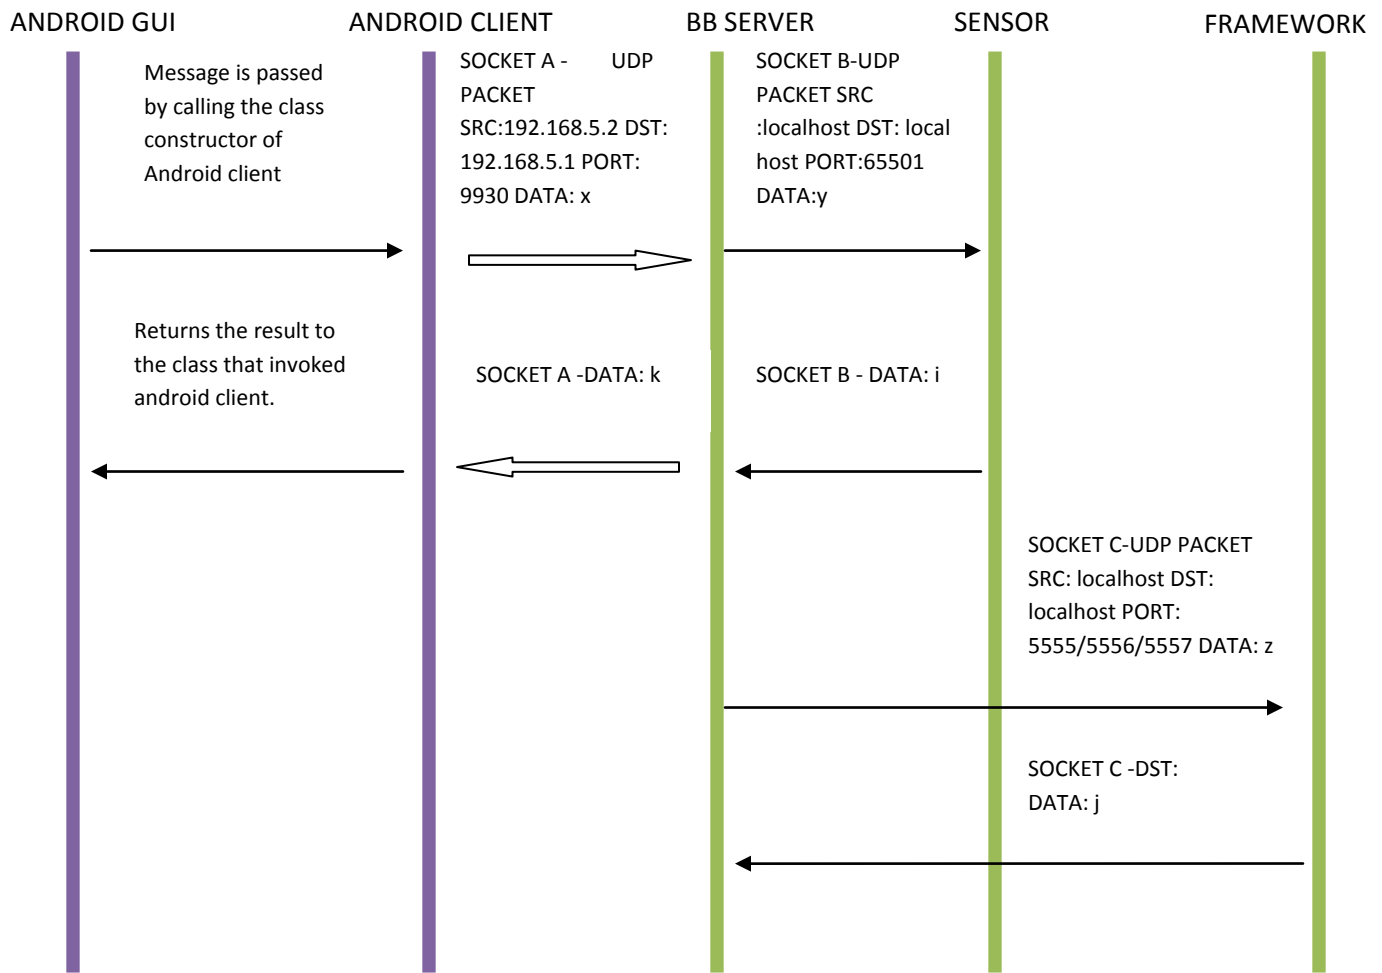 ANDROID GUI
ANDROID CLIENT
BB SERVER
SENSOR
FRAMEWORK
Message is passed
by calling the class
constructor of
Android client
SOCKET A - UDP
PACKET
SRC:192.168.5.2 DST:
192.168.5.1 PORT:
9930 DATA: x
SOCKET B-UDP
PACKET SRC
:localhost DST: local
host PORT:65501
DATA:y
Returns the result to
the class that invoked
android client.
SOCKET A -DATA: k
SOCKET B - DATA: i
SOCKET C-UDP PACKET
SRC: localhost DST:
localhost PORT:
5555/5556/5557 DATA: z
SOCKET C -DST:
DATA: j